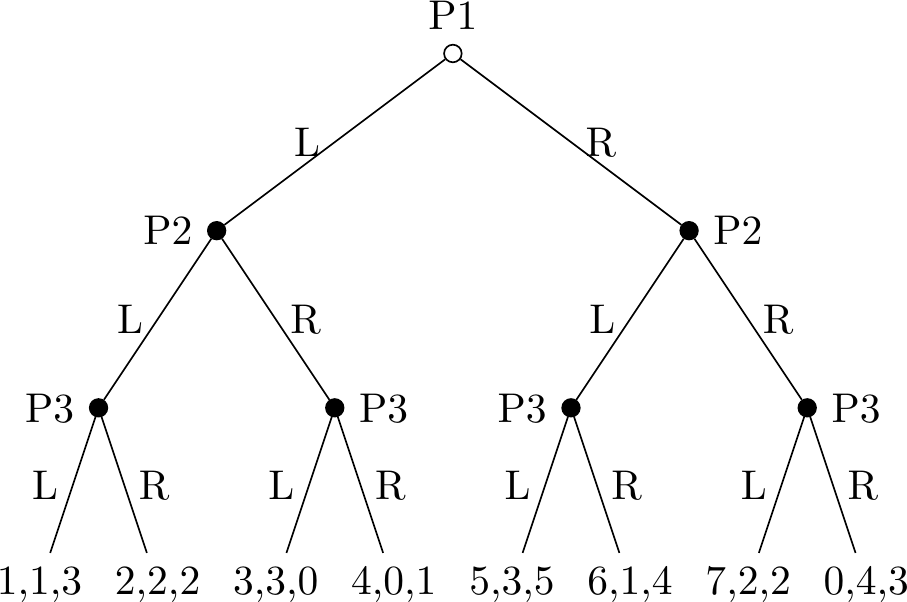 P1
L R
P2 P2
L R L R
P3 P3 P3 P3
L R L R L R L R
1,1,3 2,2,2 3,3,0 4,0,1 5,3,5 6,1,4 7,2,2 0,4,3